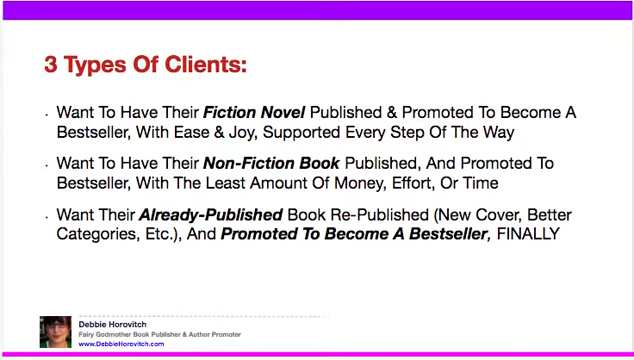 3 Types Of Clients:
Want To Have Their Fiction Novel Published & Promoted To Become A
Bestseller, With Ease & Joy, Supported Every Step Of The Way
Want To Have Their Non-Fiction Book Published, And Promoted To
Bestseller, With The Least Amount Of Money, Effort, Or Time
Want Their Already-Published Book Re-Published (New Cover, Better
Categories, Etc.), And Promoted To Become A Bestseller, FINALLY
Debbie Horovitch
Fairy Godmother Book Publisher & Author Promoter
www.DebbieHorovitch.com